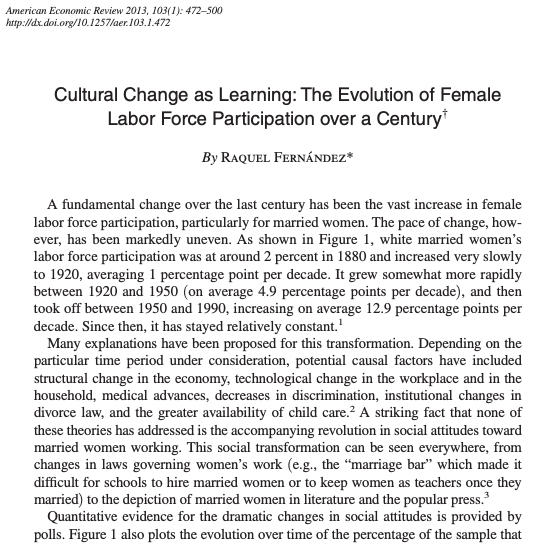 American Economic Review 2013, 103(1): 472–500
http://dx.doi.org/10.1257/aer.103.1.472
Cultural Change as Learning: The Evolution of Female
Labor Force Participation over a Century†
By Raquel Fernández*
A fundamental change over the last century has been the vast increase in female
labor force participation, particularly for married women. The pace of change, how-
ever, has been markedly uneven. As shown in Figure 1, white married women’s
labor force participation was at around 2 percent in 1880 and increased very slowly
to 1920, averaging 1 percentage point per decade. It grew somewhat more rapidly
between 1920 and 1950 (on average 4.9 percentage points per decade), and then
took off between 1950 and 1990, increasing on average 12.9 percentage points per
decade. Since then, it has stayed relatively constant.1
Many explanations have been proposed for this transformation. Depending on the
particular time period under consideration, potential causal factors have included
structural change in the economy, technological change in the workplace and in the
household, medical advances, decreases in discrimination, institutional changes in
divorce law, and the greater availability of child care.2 A striking fact that none of
these theories has addressed is the accompanying revolution in social attitudes toward
married women working. This social transformation can be seen everywhere, from
changes in laws governing women’s work (e.g., the “marriage bar” which made it
difficult for schools to hire married women or to keep women as teachers once they
married) to the depiction of married women in literature and the popular press.3
Quantitative evidence for the dramatic changes in social attitudes is provided by
polls. Figure 1 also plots the evolution over time of the percentage of the sample that